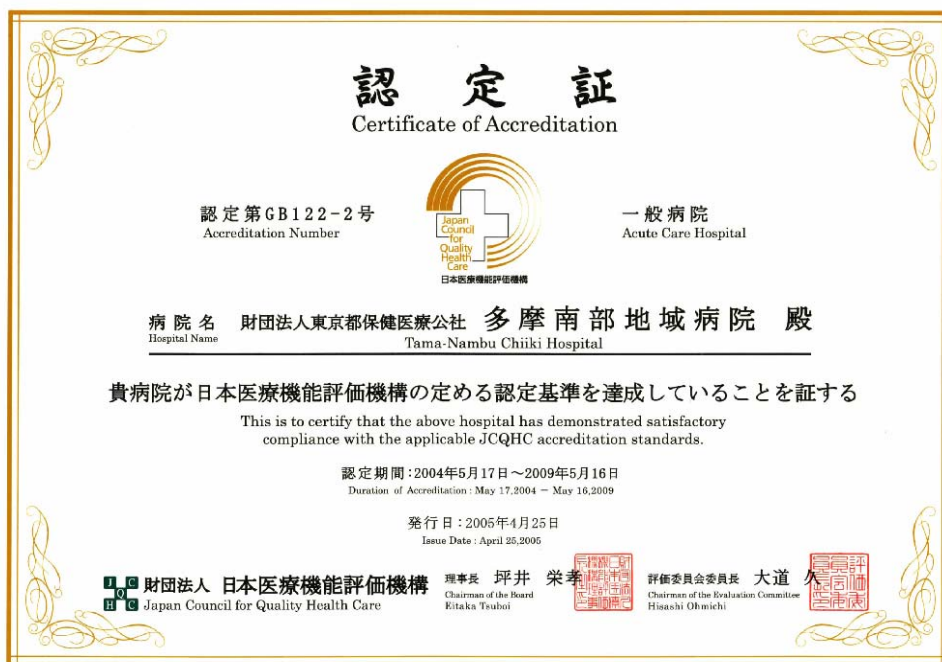 認定証
Certificate of Accreditation
認定第GB122-2号
Accreditation Number
Japan
Council
for
Quality
Health
Care
日本医療機能評価機構
一般病院
Acute Care Hospital
病院名 財団法人東京都保健医療公社 多摩南部地域病院 殿
Hospital Name Tama-Nambu Chiiki Hospital
貴病院が日本医療機能評価機構の定める認定基準を達成していることを証する
This is to certify that the above hospital has demonstrated satisfactory
compliance with the applicable JCQHC accreditation standards.
認定期間:2004年5月17日~2009年5月16日
Duration of Accreditation : May 17,2004 - May 16,2009
発行日:2005年4月25日
Issue Date : April 25,2005
J C Q H C
財団法人 日本医療機能評価機構
Japan Council for Quality Health Care
理事長 坪井 栄孝
Chairman of the Board
Eitaka Tsuboi
評価委員会委員長 大道 久
Chairman of the Evaluation Committee
Hisashi Ohmichi